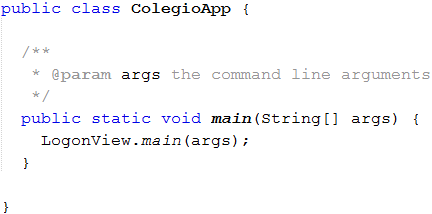 public class ColegioApp {
/**
* @param args the command line arguments
*/
public static void main(String[] args) {
LogonView.main(args);
}
}